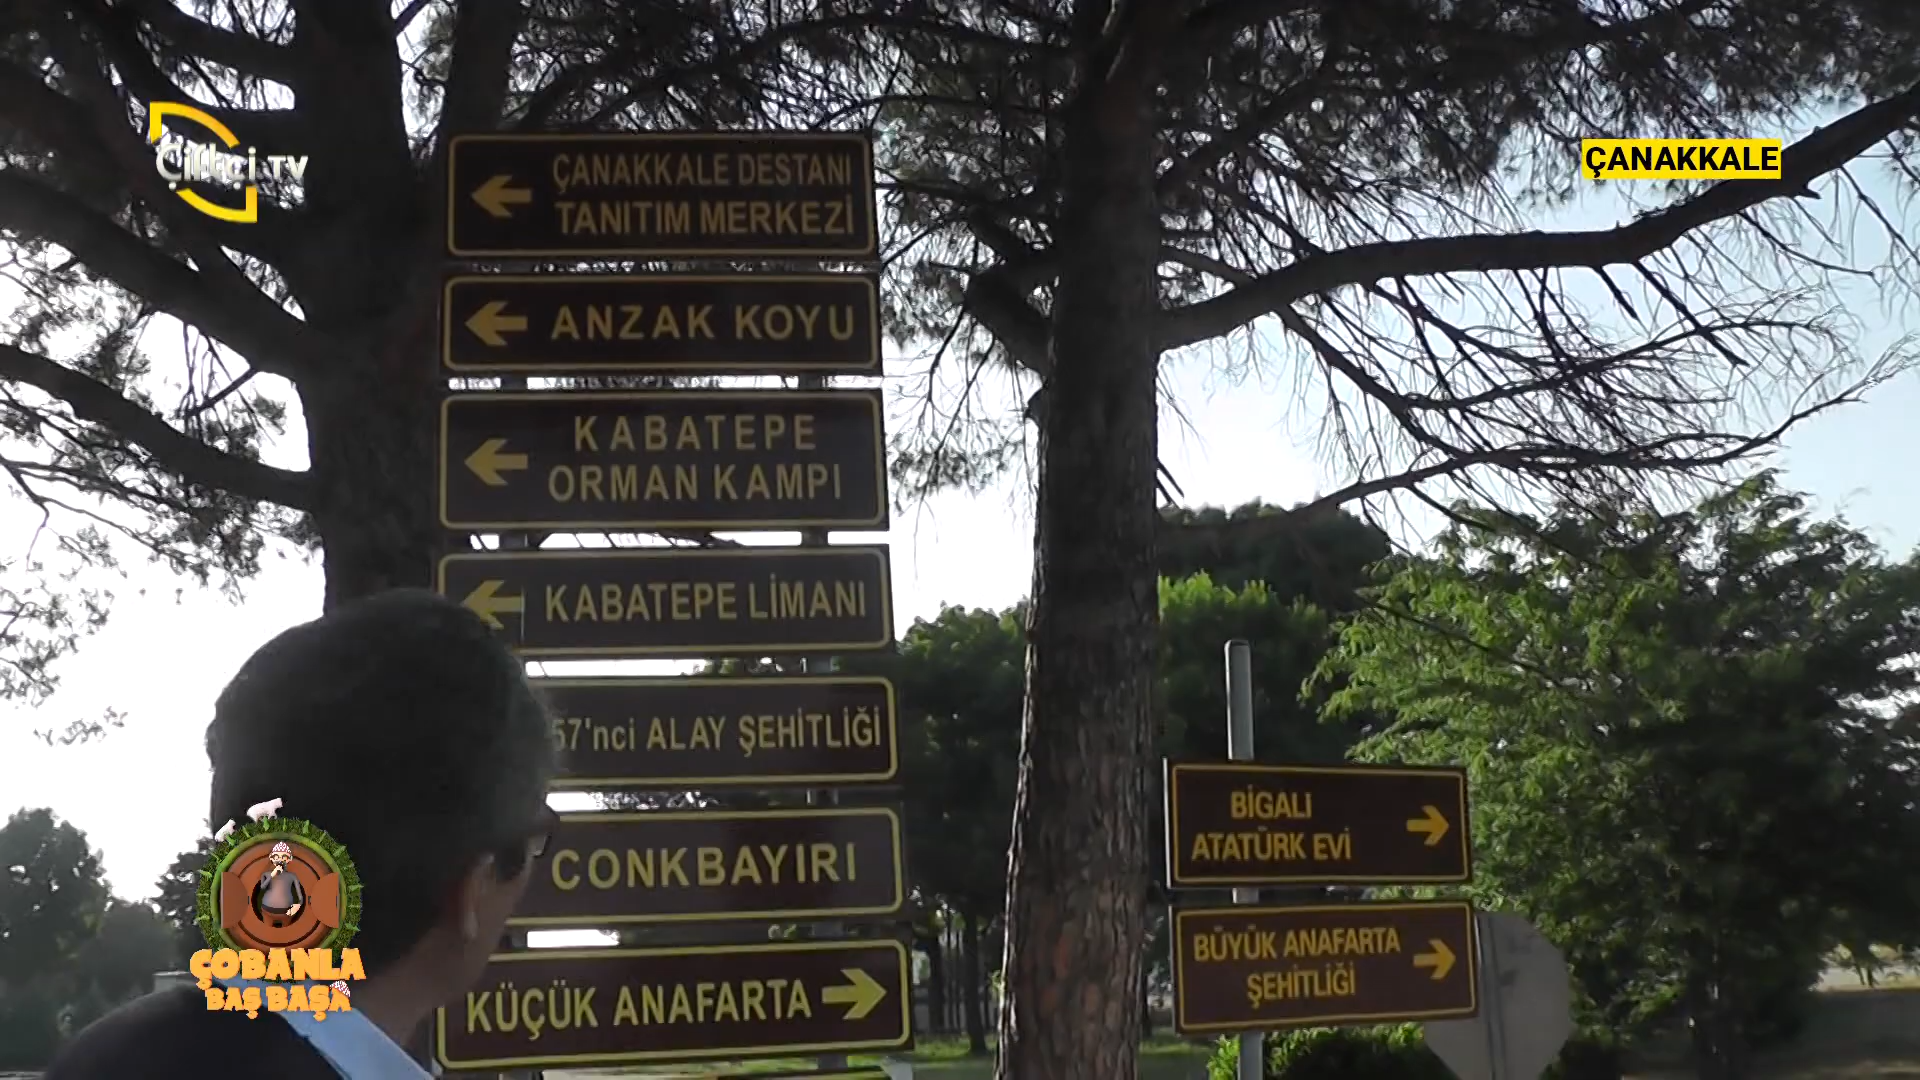 Çiftçi TV
ÇANAKKALE
ÇANAKKALE DESTANI
TANITIM MERKEZİ
ANZAK KOYU
KABATEPE
ORMAN KAMPI
KABATEPE LİMANI
57'nci ALAY ŞEHİTLİĞİ
CONKBAYIRI
KÜÇÜK ANAFARTA
BİGALI
ATATÜRK EVİ
BÜYÜK ANAFARTA
ŞEHİTLİĞİ
ÇOBANLA
BAŞ BAŞA